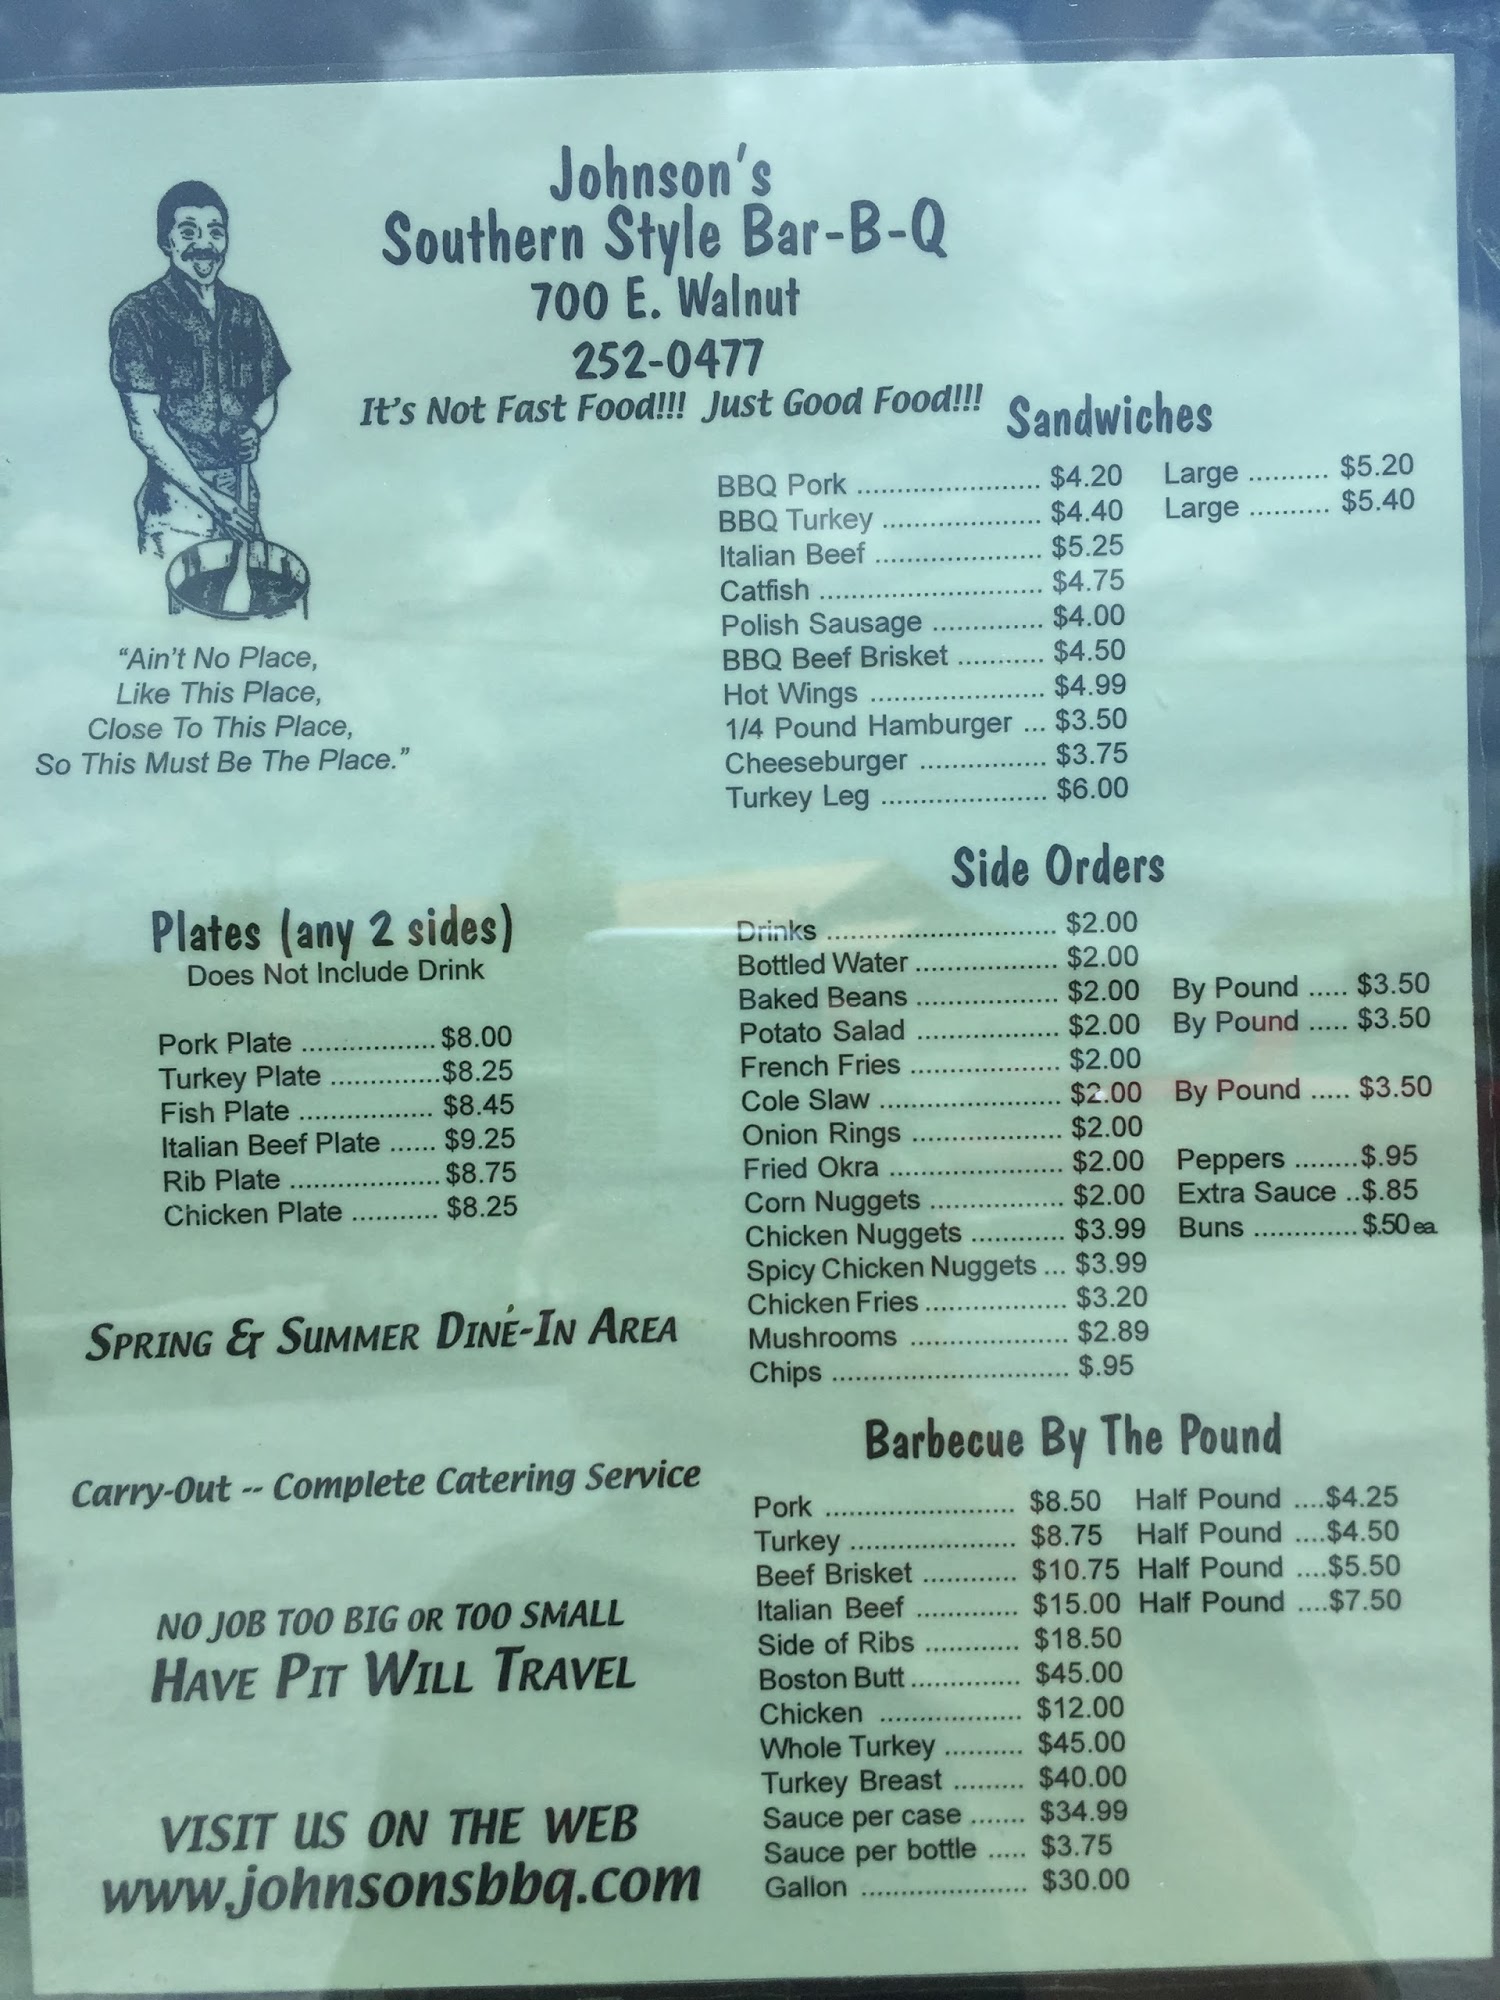 Johnson's
Southern Style Bar-B-Q
700 E. Walnut
252-0477
It's Not Fast Food!!! Just Good Food!!!
"Ain't No Place,
Like This Place,
Close To This Place,
So This Must Be The Place."
Sandwiches
BBQ Pork ....................... $4.20 Large .......... $5.20
BBQ Turkey .................... $4.40 Large .......... $5.40
Italian Beef ..................... $5.25
Catfish ............................ $4.75
Polish Sausage .............. $4.00
BBQ Beef Brisket ........... $4.50
Hot Wings ...................... $4.99
1/4 Pound Hamburger ... $3.50
Cheeseburger ................ $3.75
Turkey Leg ..................... $6.00
Plates (any 2 sides)
Does Not Include Drink
Pork Plate ................. $8.00
Turkey Plate .............. $8.25
Fish Plate ................. $8.45
Italian Beef Plate ...... $9.25
Rib Plate ................... $8.75
Chicken Plate ........... $8.25
Side Orders
Drinks ............................. $2.00
Bottled Water .................. $2.00
Baked Beans .................. $2.00 By Pound ..... $3.50
Potato Salad .................. $2.00 By Pound ..... $3.50
French Fries ................... $2.00
Cole Slaw ....................... $2.00 By Pound ..... $3.50
Onion Rings ................... $2.00
Fried Okra ...................... $2.00 Peppers ........ $.95
Corn Nuggets ................. $2.00 Extra Sauce .. $.85
Chicken Nuggets ............ $3.99 Buns ............. $.50 ea.
Spicy Chicken Nuggets ... $3.99
Chicken Fries .................. $3.20
Mushrooms .................... $2.89
Chips .............................. $.95
Spring & Summer Diné-In Area
Carry-Out -- Complete Catering Service
NO JOB TOO BIG OR TOO SMALL
HAVE PIT WILL TRAVEL
VISIT US ON THE WEB
www.johnsonsbbq.com
Barbecue By The Pound
Pork ........................ $8.50 Half Pound .... $4.25
Turkey ..................... $8.75 Half Pound .... $4.50
Beef Brisket ............ $10.75 Half Pound .... $5.50
Italian Beef ............. $15.00 Half Pound .... $7.50
Side of Ribs ............ $18.50
Boston Butt .............. $45.00
Chicken .................. $12.00
Whole Turkey .......... $45.00
Turkey Breast ......... $40.00
Sauce per case ....... $34.99
Sauce per bottle ..... $3.75
Gallon ..................... $30.00